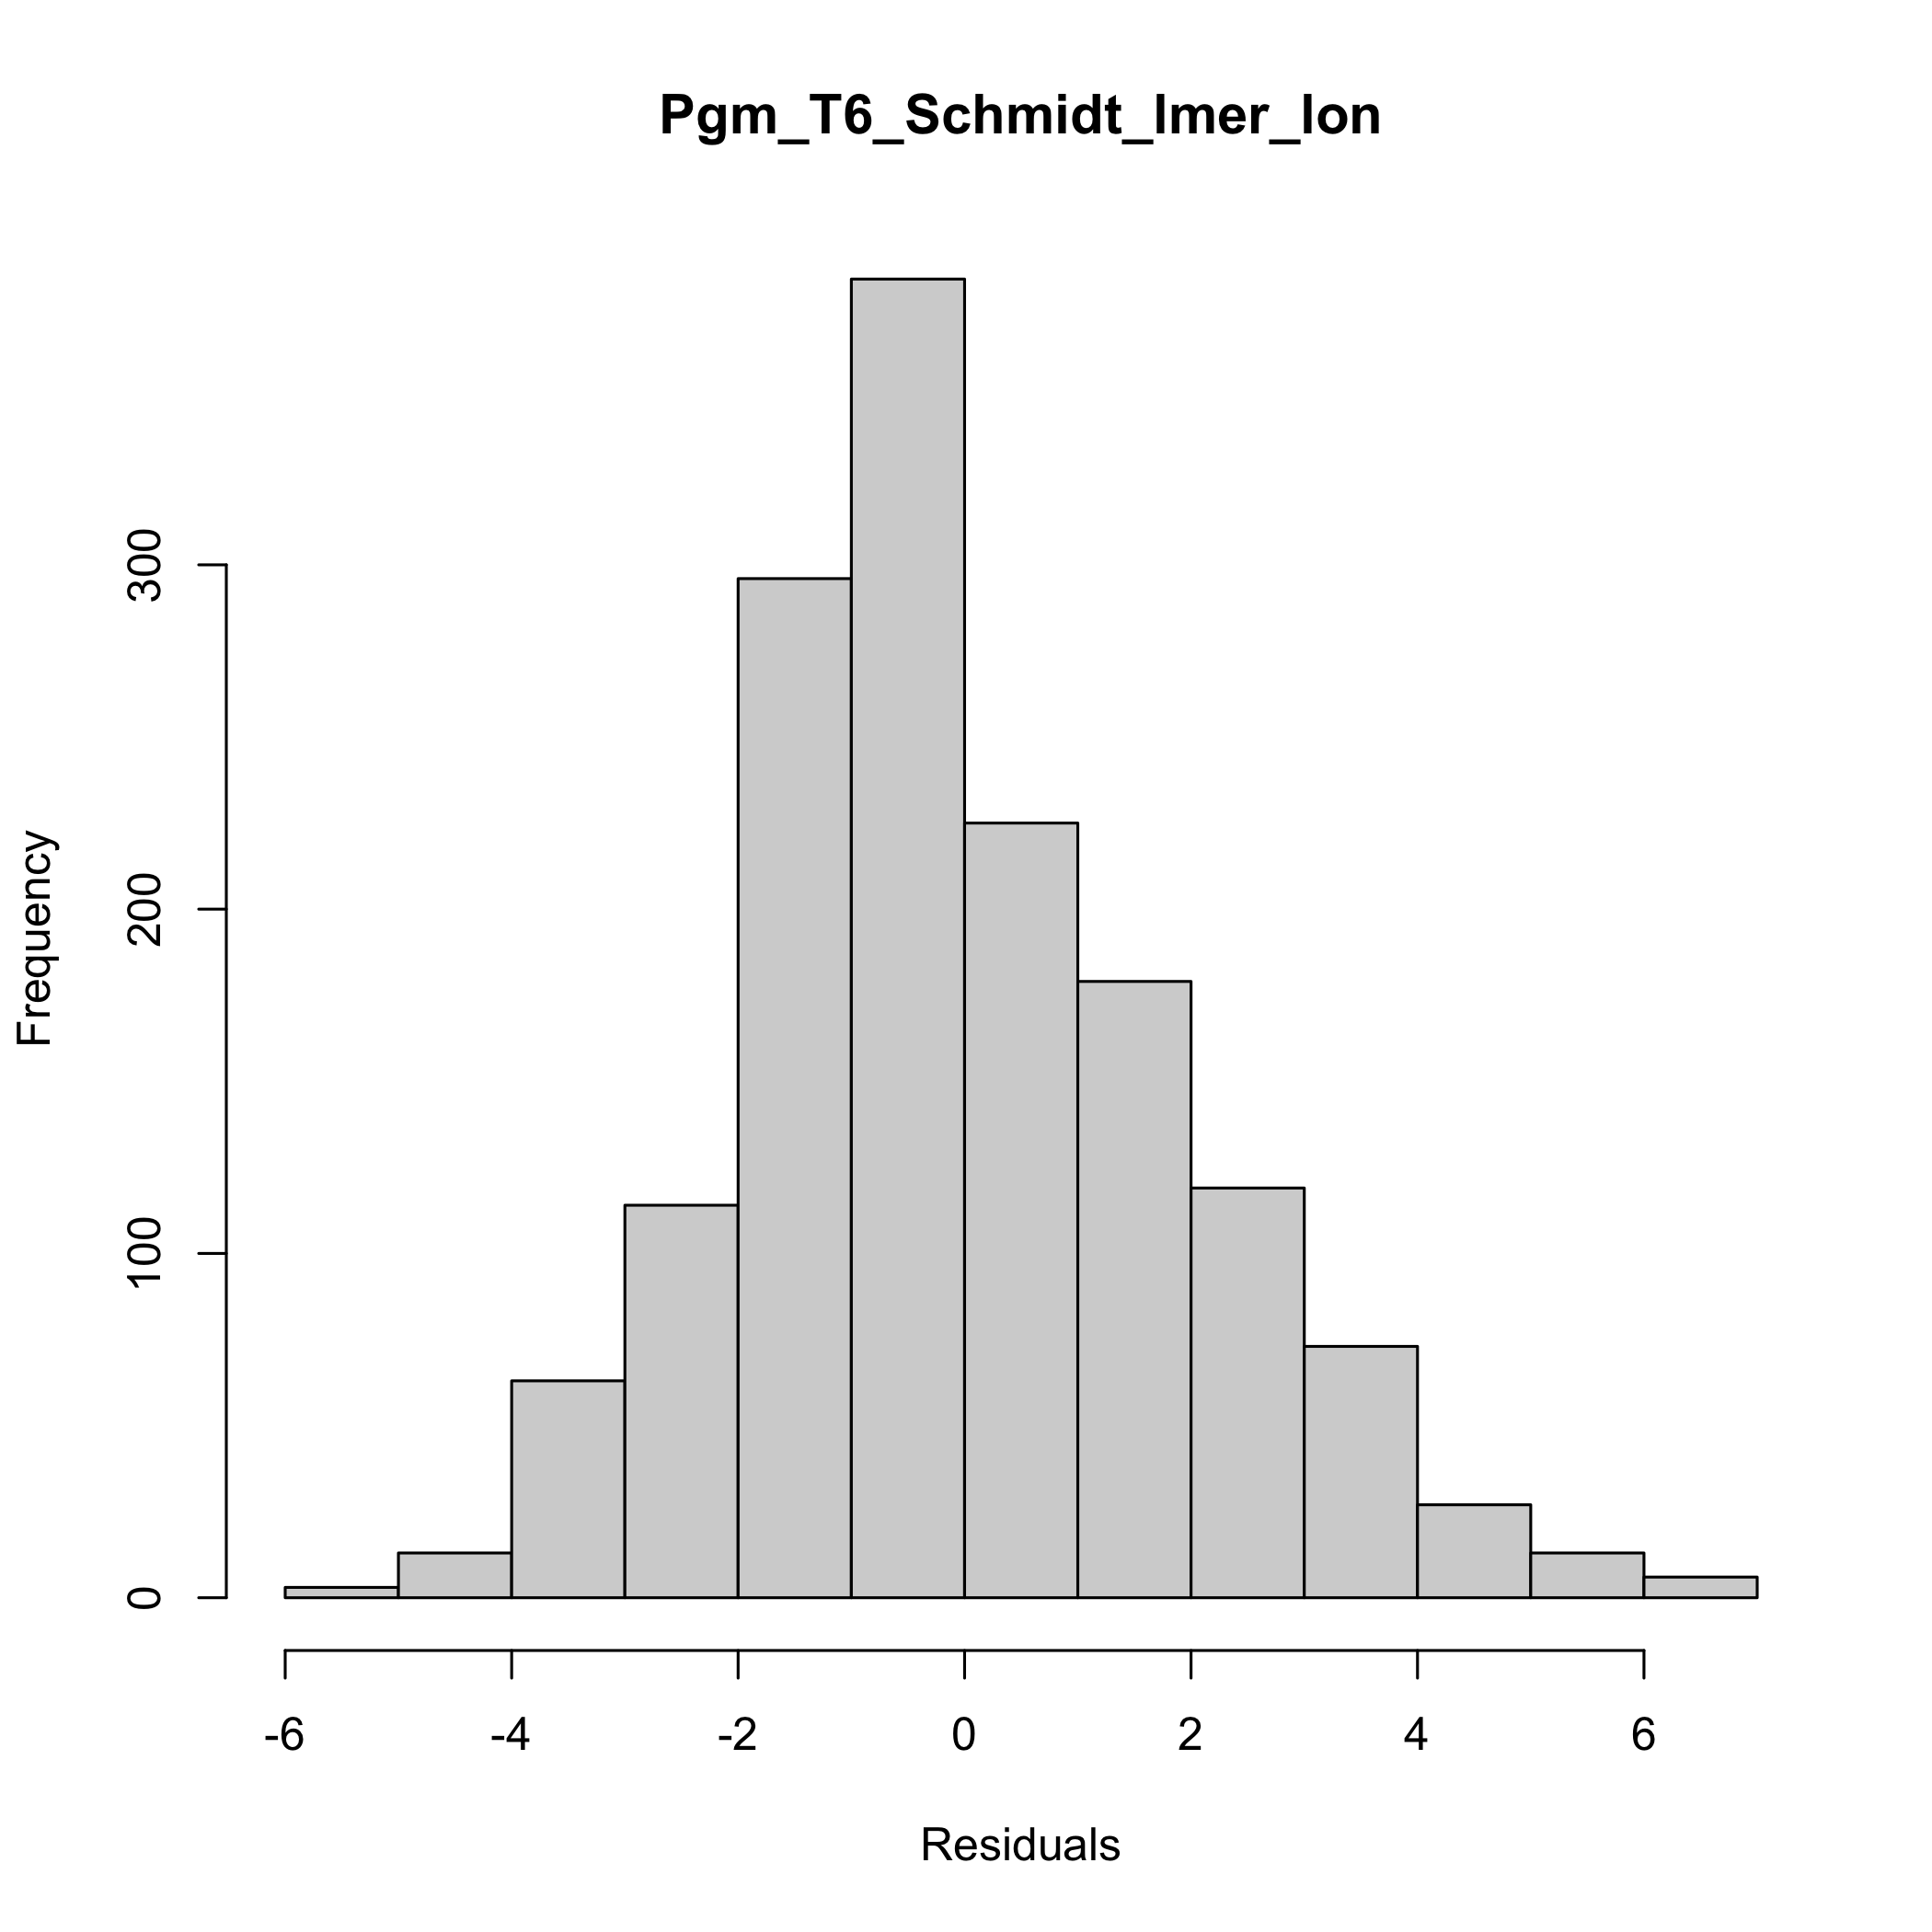 Pgm_T6_Schmidt_lmer_lon
Frequency
300
200
100
0
-6 -4 -2 0 2 4 6
Residuals